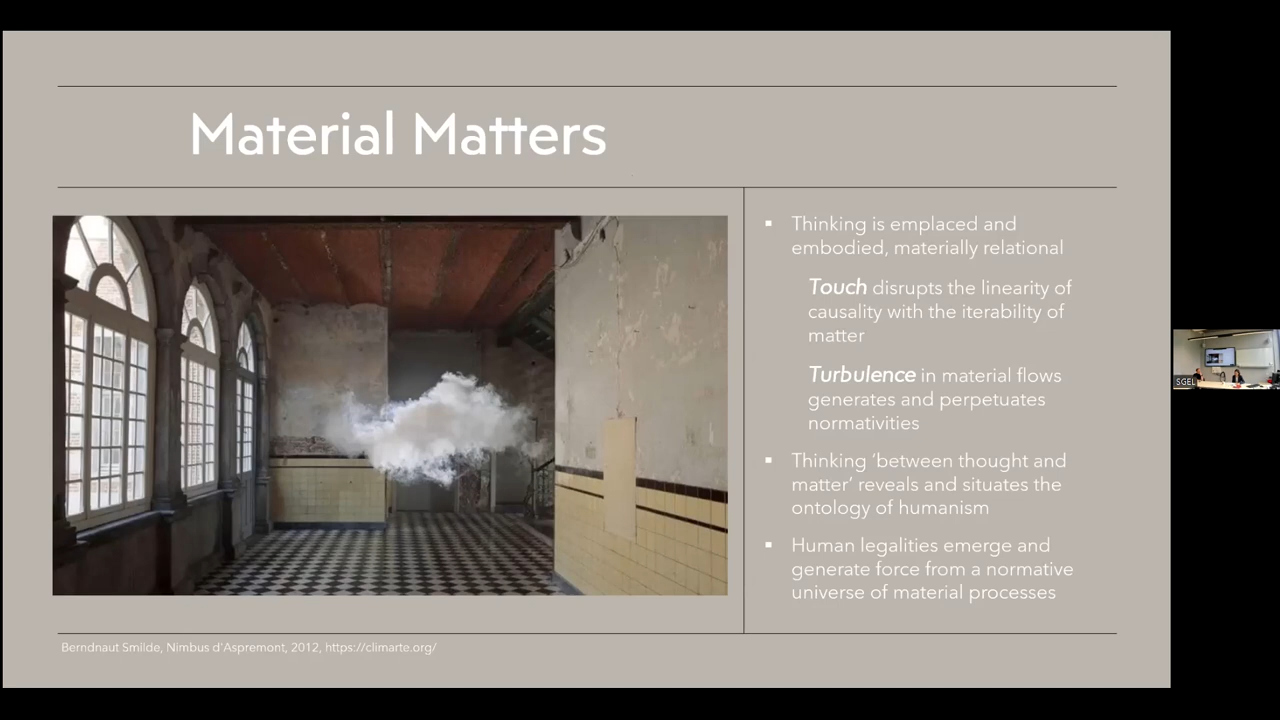 Material Matters
Thinking is emplaced and
embodied, materially relational
Touch disrupts the linearity of
causality with the iterability of
matter
Turbulence in material flows
generates and perpetuates
normativities
Thinking ‘between thought and
matter’ reveals and situates the
ontology of humanism
Human legalities emerge and
generate force from a normative
universe of material processes
Berndnaut Smilde, Nimbus d'Aspremont, 2012, https://climarte.org/
SGEL